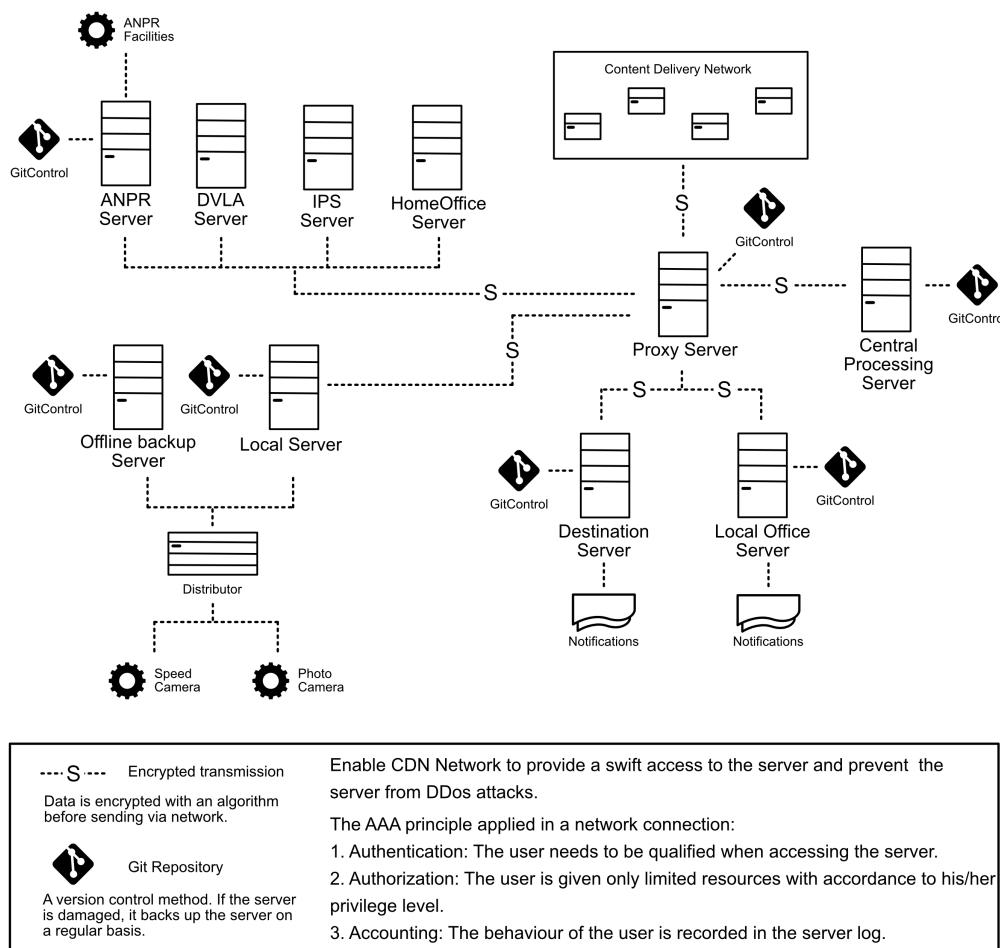 ANPR
Facilities
Content Delivery Network
GitControl
ANPR
Server
DVLA
Server
IPS
Server
HomeOffice
Server
S
GitControl
S
S
GitContro
Proxy Server
Central
Processing
Server
S
GitControl
GitControl
S
S
Offline backup
Server
Local Server
GitControl
GitControl
Destination
Server
Local Office
Server
Distributor
Notifications
Notifications
Speed
Camera
Photo
Camera
S
Encrypted transmission
Data is encrypted with an algorithm
before sending via network.
Git Repository
A version control method. If the server
is damaged, it backs up the server on
a regular basis.
Enable CDN Network to provide a swift access to the server and prevent the
server from DDos attacks.
The AAA principle applied in a network connection:
1. Authentication: The user needs to be qualified when accessing the server.
2. Authorization: The user is given only limited resources with accordance to his/her
privilege level.
3. Accounting: The behaviour of the user is recorded in the server log.